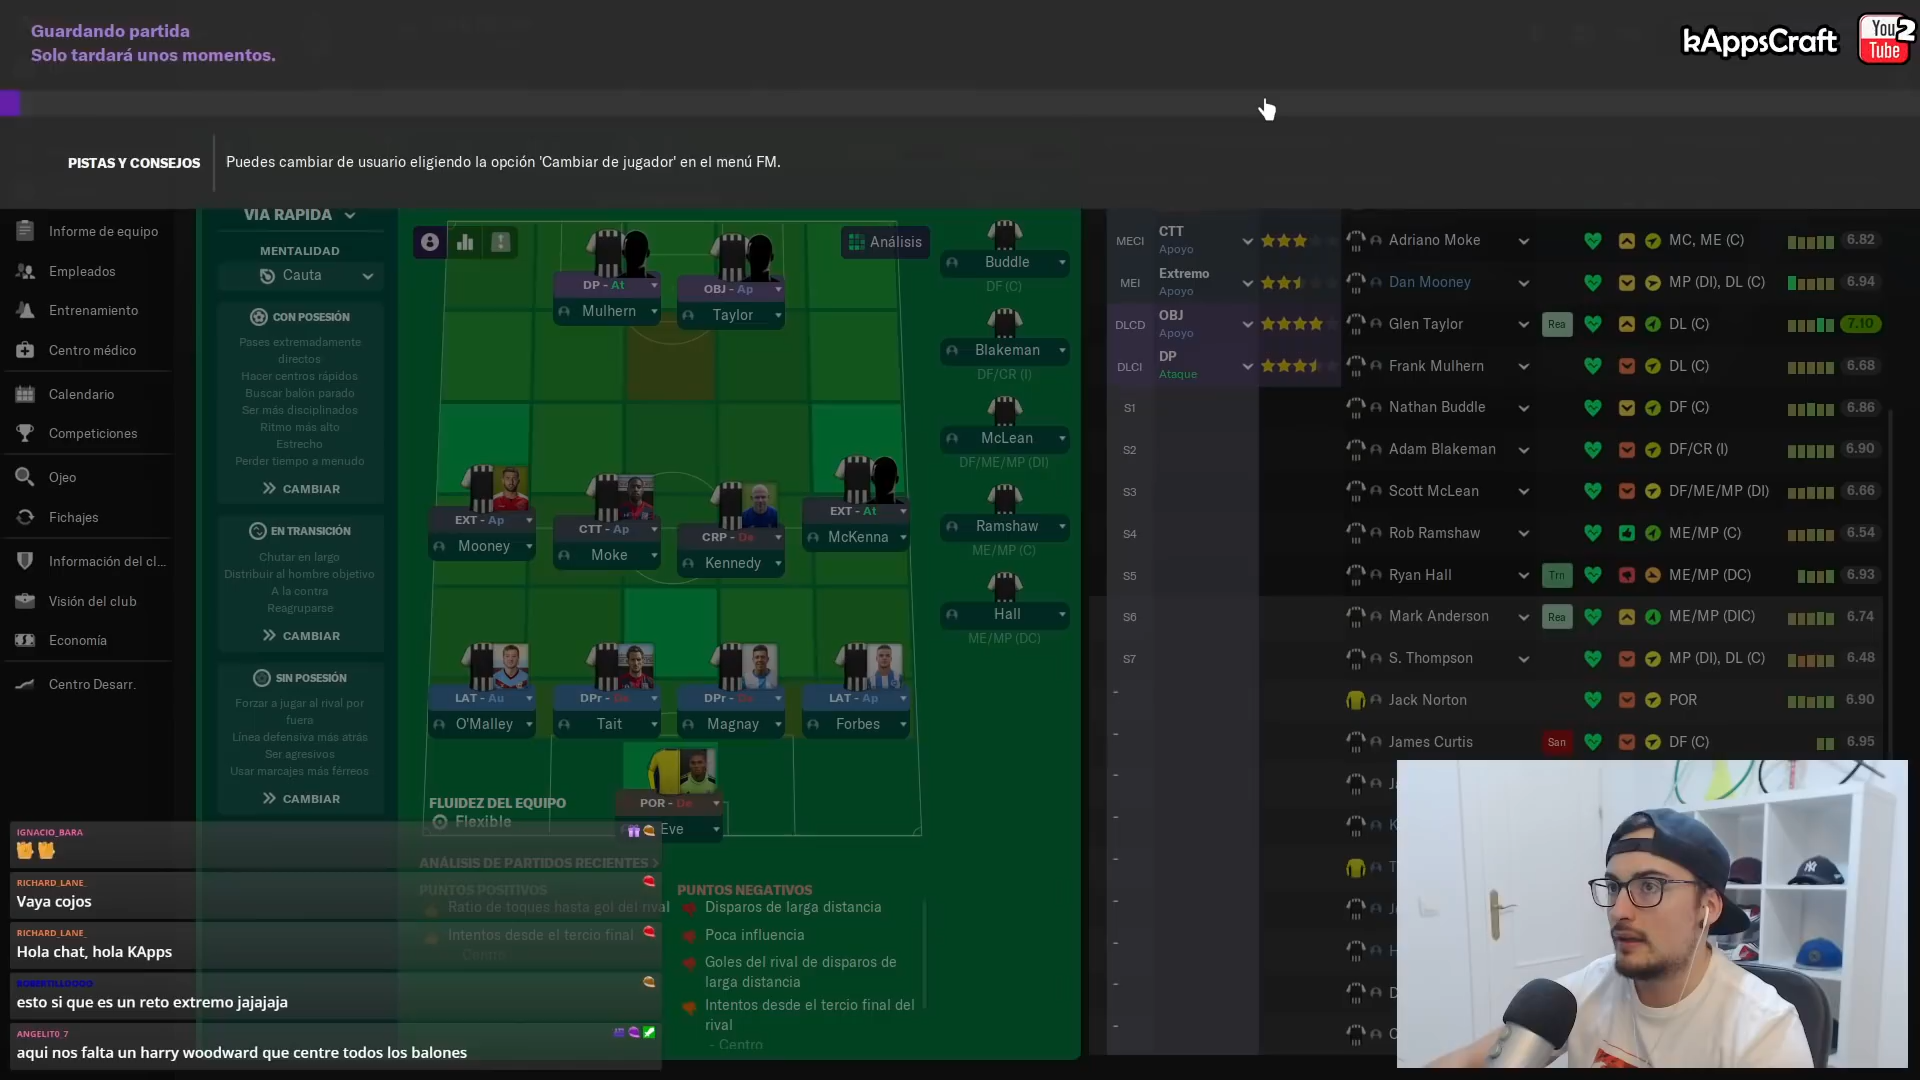 Guardando partida
Solo tardará unos momentos.
kAppsCraft
You2
Tube
PISTAS Y CONSEJOS
Puedes cambiar de usuario eligiendo la opción 'Cambiar de jugador' en el menú FM.
Informe de equipo
Empleados
Entrenamiento
Centro médico
Calendario
Competiciones
Ojeo
Fichajes
Información del cl...
Visión del club
Economía
Centro Desarr.
VIA RAPIDA
MENTALIDAD
Cauta
CON POSESIÓN
Pases extremadamente
directos
Hacer centros rápidos
Buscar balón parado
Ser más disciplinados
Ritmo más alto
Estrecho
Perder tiempo a menudo
CAMBIAR
EN TRANSICIÓN
Chutar en largo
Distribuir al hombre objetivo
A la contra
Reagruparse
CAMBIAR
SIN POSESIÓN
Forzar a jugar al rival por
fuera
Línea defensiva más atrás
Ser agresivos
Usar marcajes más férreos
CAMBIAR
Análisis
DP - At
Mulhern
OBJ - Ap
Taylor
EXT - Ap
Mooney
CTT - Ap
Moke
CRP - De
Kennedy
EXT - At
McKenna
LAT - Au
O'Malley
DPr - De
Tait
DPr - De
Magnay
LAT - Ap
Forbes
POR - De
Eve
FLUIDEZ DEL EQUIPO
Flexible
ANÁLISIS DE PARTIDOS RECIENTES
PUNTOS POSITIVOS
Ratio de toques hasta gol del rival
Intentos desde el tercio final
- Centro
PUNTOS NEGATIVOS
Disparos de larga distancia
Poca influencia
Goles del rival de disparos de
larga distancia
Intentos desde el tercio final del
rival
- Centro
Buddle
DF (C)
Blakeman
DF/CR (I)
McLean
DF/ME/MP (DI)
Ramshaw
ME/MP (C)
Hall
ME/MP (DC)
MECI CTT Apoyo Adriano Moke MC, ME (C) 6.82
MEI Extremo Apoyo Dan Mooney MP (DI), DL (C) 6.94
DLCD OBJ Apoyo Glen Taylor Rea DL (C) 7.10
DLCI DP Ataque Frank Mulhern DL (C) 6.68
S1 Nathan Buddle DF (C) 6.86
S2 Adam Blakeman DF/CR (I) 6.90
S3 Scott McLean DF/ME/MP (DI) 6.66
S4 Rob Ramshaw ME/MP (C) 6.54
S5 Ryan Hall Trn ME/MP (DC) 6.93
S6 Mark Anderson Rea ME/MP (DIC) 6.74
S7 S. Thompson MP (DI), DL (C) 6.48
- Jack Norton POR 6.90
- James Curtis San DF (C) 6.95
IGNACIO_BARA
RICHARD_LANE_
Vaya cojos
RICHARD_LANE_
Hola chat, hola KApps
esto si que es un reto extremo jajajaja
ANGELIT0_7
aqui nos falta un harry woodward que centre todos los balones